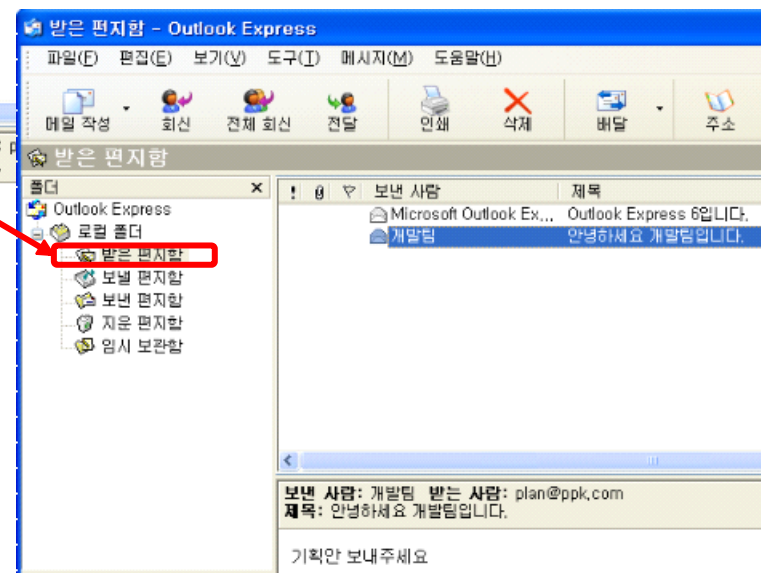 받은 편지함 - Outlook Express
파일(F) 편집(E) 보기(V) 도구(T) 메시지(M) 도움말(H)
메일 작성 회신 전체 회신 전달 인쇄 삭제 배달 주소
받은 편지함
폴더
Outlook Express
로컬 폴더
받은 편지함
보낼 편지함
보낸 편지함
지운 편지함
임시 보관함
! 보낸 사람 제목
Microsoft Outlook Ex... Outlook Express 6입니다.
개발팀 안녕하세요 개발팀입니다.
보낸 사람: 개발팀 받는 사람: plan@ppk.com
제목: 안녕하세요 개발팀입니다.
기획안 보내주세요